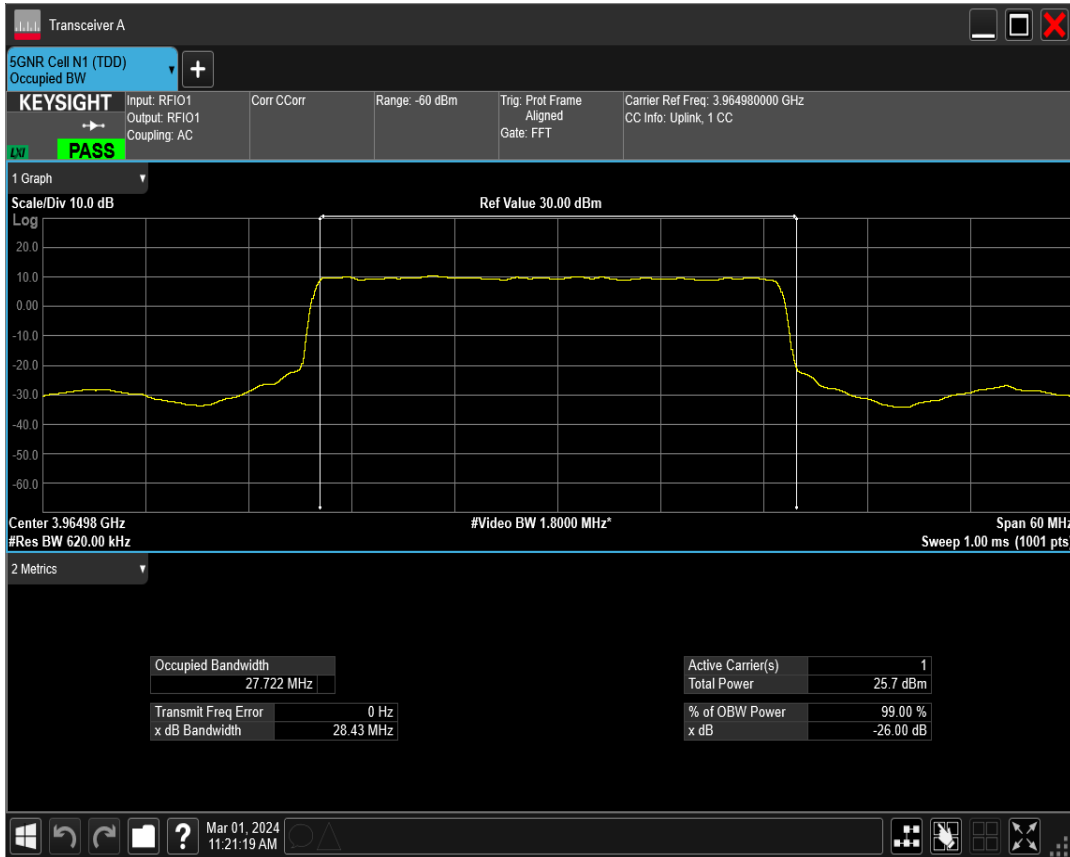 Transceiver A
5GNR Cell N1 (TDD)
Occupied BW
+
KEYSIGHT Input: RFIO1 Corr CCorr Range: -60 dBm Trig: Prot Frame Carrier Ref Freq: 3.964980000 GHz
Output: RFIO1 Aligned CC Info: Uplink, 1 CC
Coupling: AC Gate: FFT
LXI PASS
1 Graph
Scale/Div 10.0 dB Ref Value 30.00 dBm
Log
20.0
10.0
0.00
-10.0
-20.0
-30.0
-40.0
-50.0
-60.0
Center 3.96498 GHz #Video BW 1.8000 MHz* Span 60 MHz
#Res BW 620.00 kHz Sweep 1.00 ms (1001 pts)
2 Metrics
Occupied Bandwidth Active Carrier(s) 1
27.722 MHz Total Power 25.7 dBm
Transmit Freq Error 0 Hz % of OBW Power 99.00 %
x dB Bandwidth 28.43 MHz x dB -26.00 dB
? Mar 01, 2024
11:21:19 AM